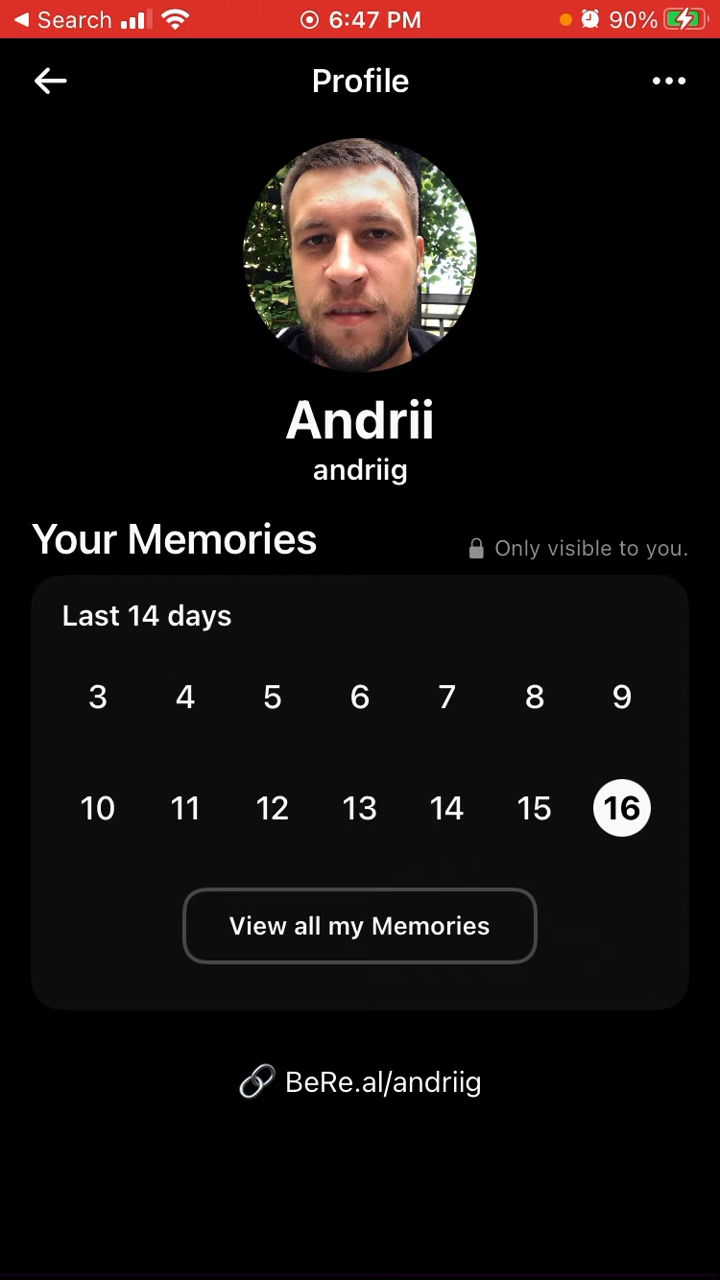 Search 6:47 PM 90%
Profile
Andrii
andriig
Your Memories Only visible to you.
Last 14 days
3 4 5 6 7 8 9
10 11 12 13 14 15 16
View all my Memories
BeRe.al/andriig